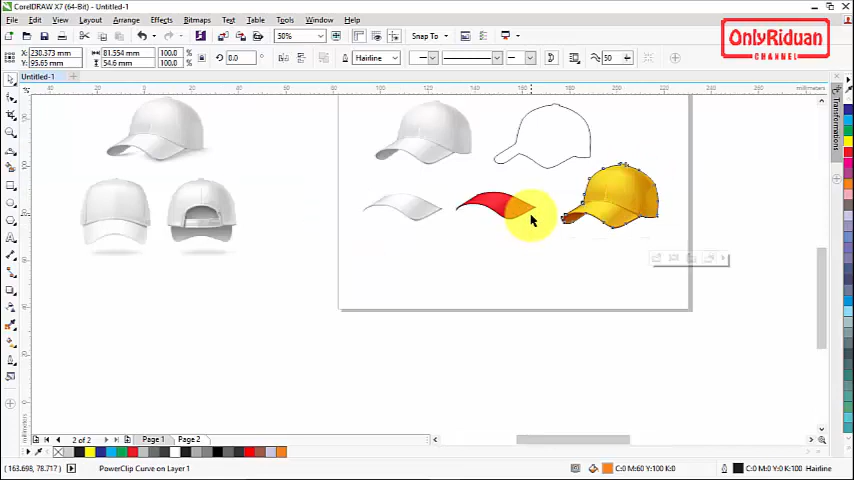 CorelDRAW X7 (64-Bit) - Untitled-1
File Edit View Layout Arrange Effects Bitmaps Text Table Tools Window Help
50% Snap To
X: 230.373 mm 81.554 mm 100.0 %
Y: 95.65 mm 54.6 mm 100.0 %
0.0 Hairline 50
Untitled-1
OnlyRiduan
CHANNEL
millimeters
Transformations
2 of 2 Page 1 Page 2
(163.698, 78.717) PowerClip Curve on Layer 1 C:0 M:60 Y:100 K:0 C:0 M:0 Y:0 K:100 Hairline